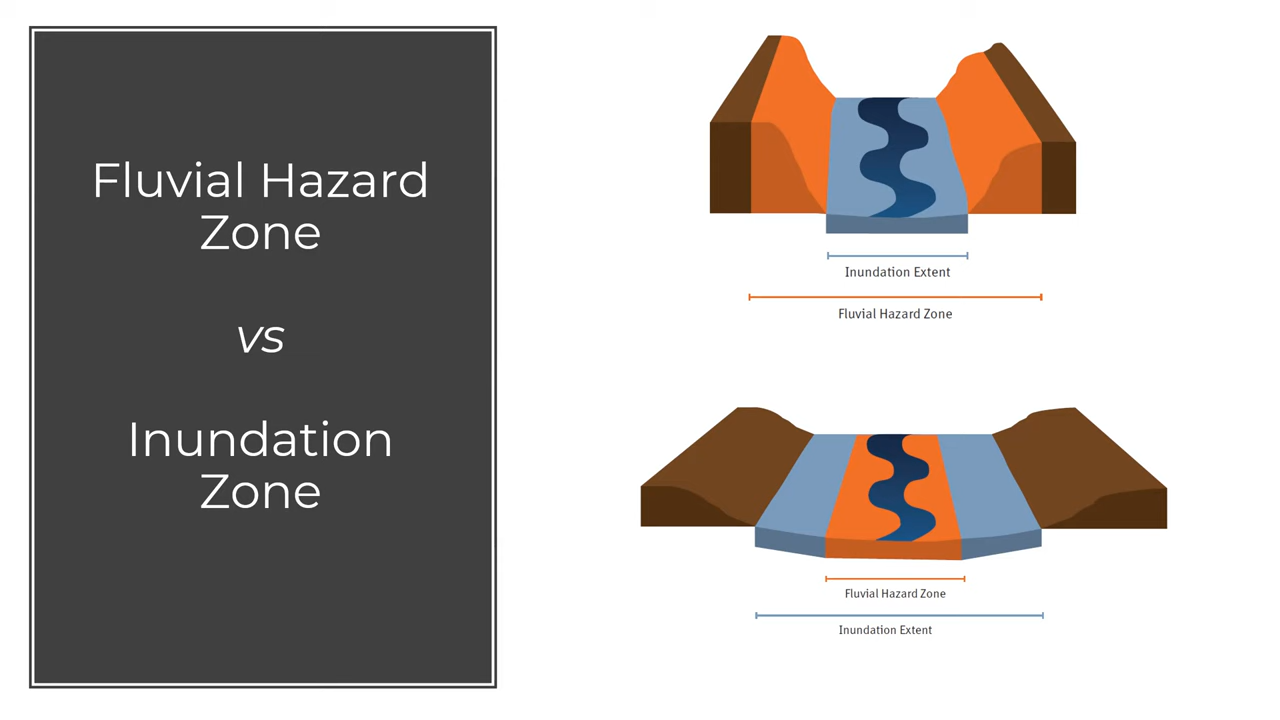 Fluvial Hazard
Zone
vs
Inundation
Zone
Inundation Extent
Fluvial Hazard Zone
Fluvial Hazard Zone
Inundation Extent